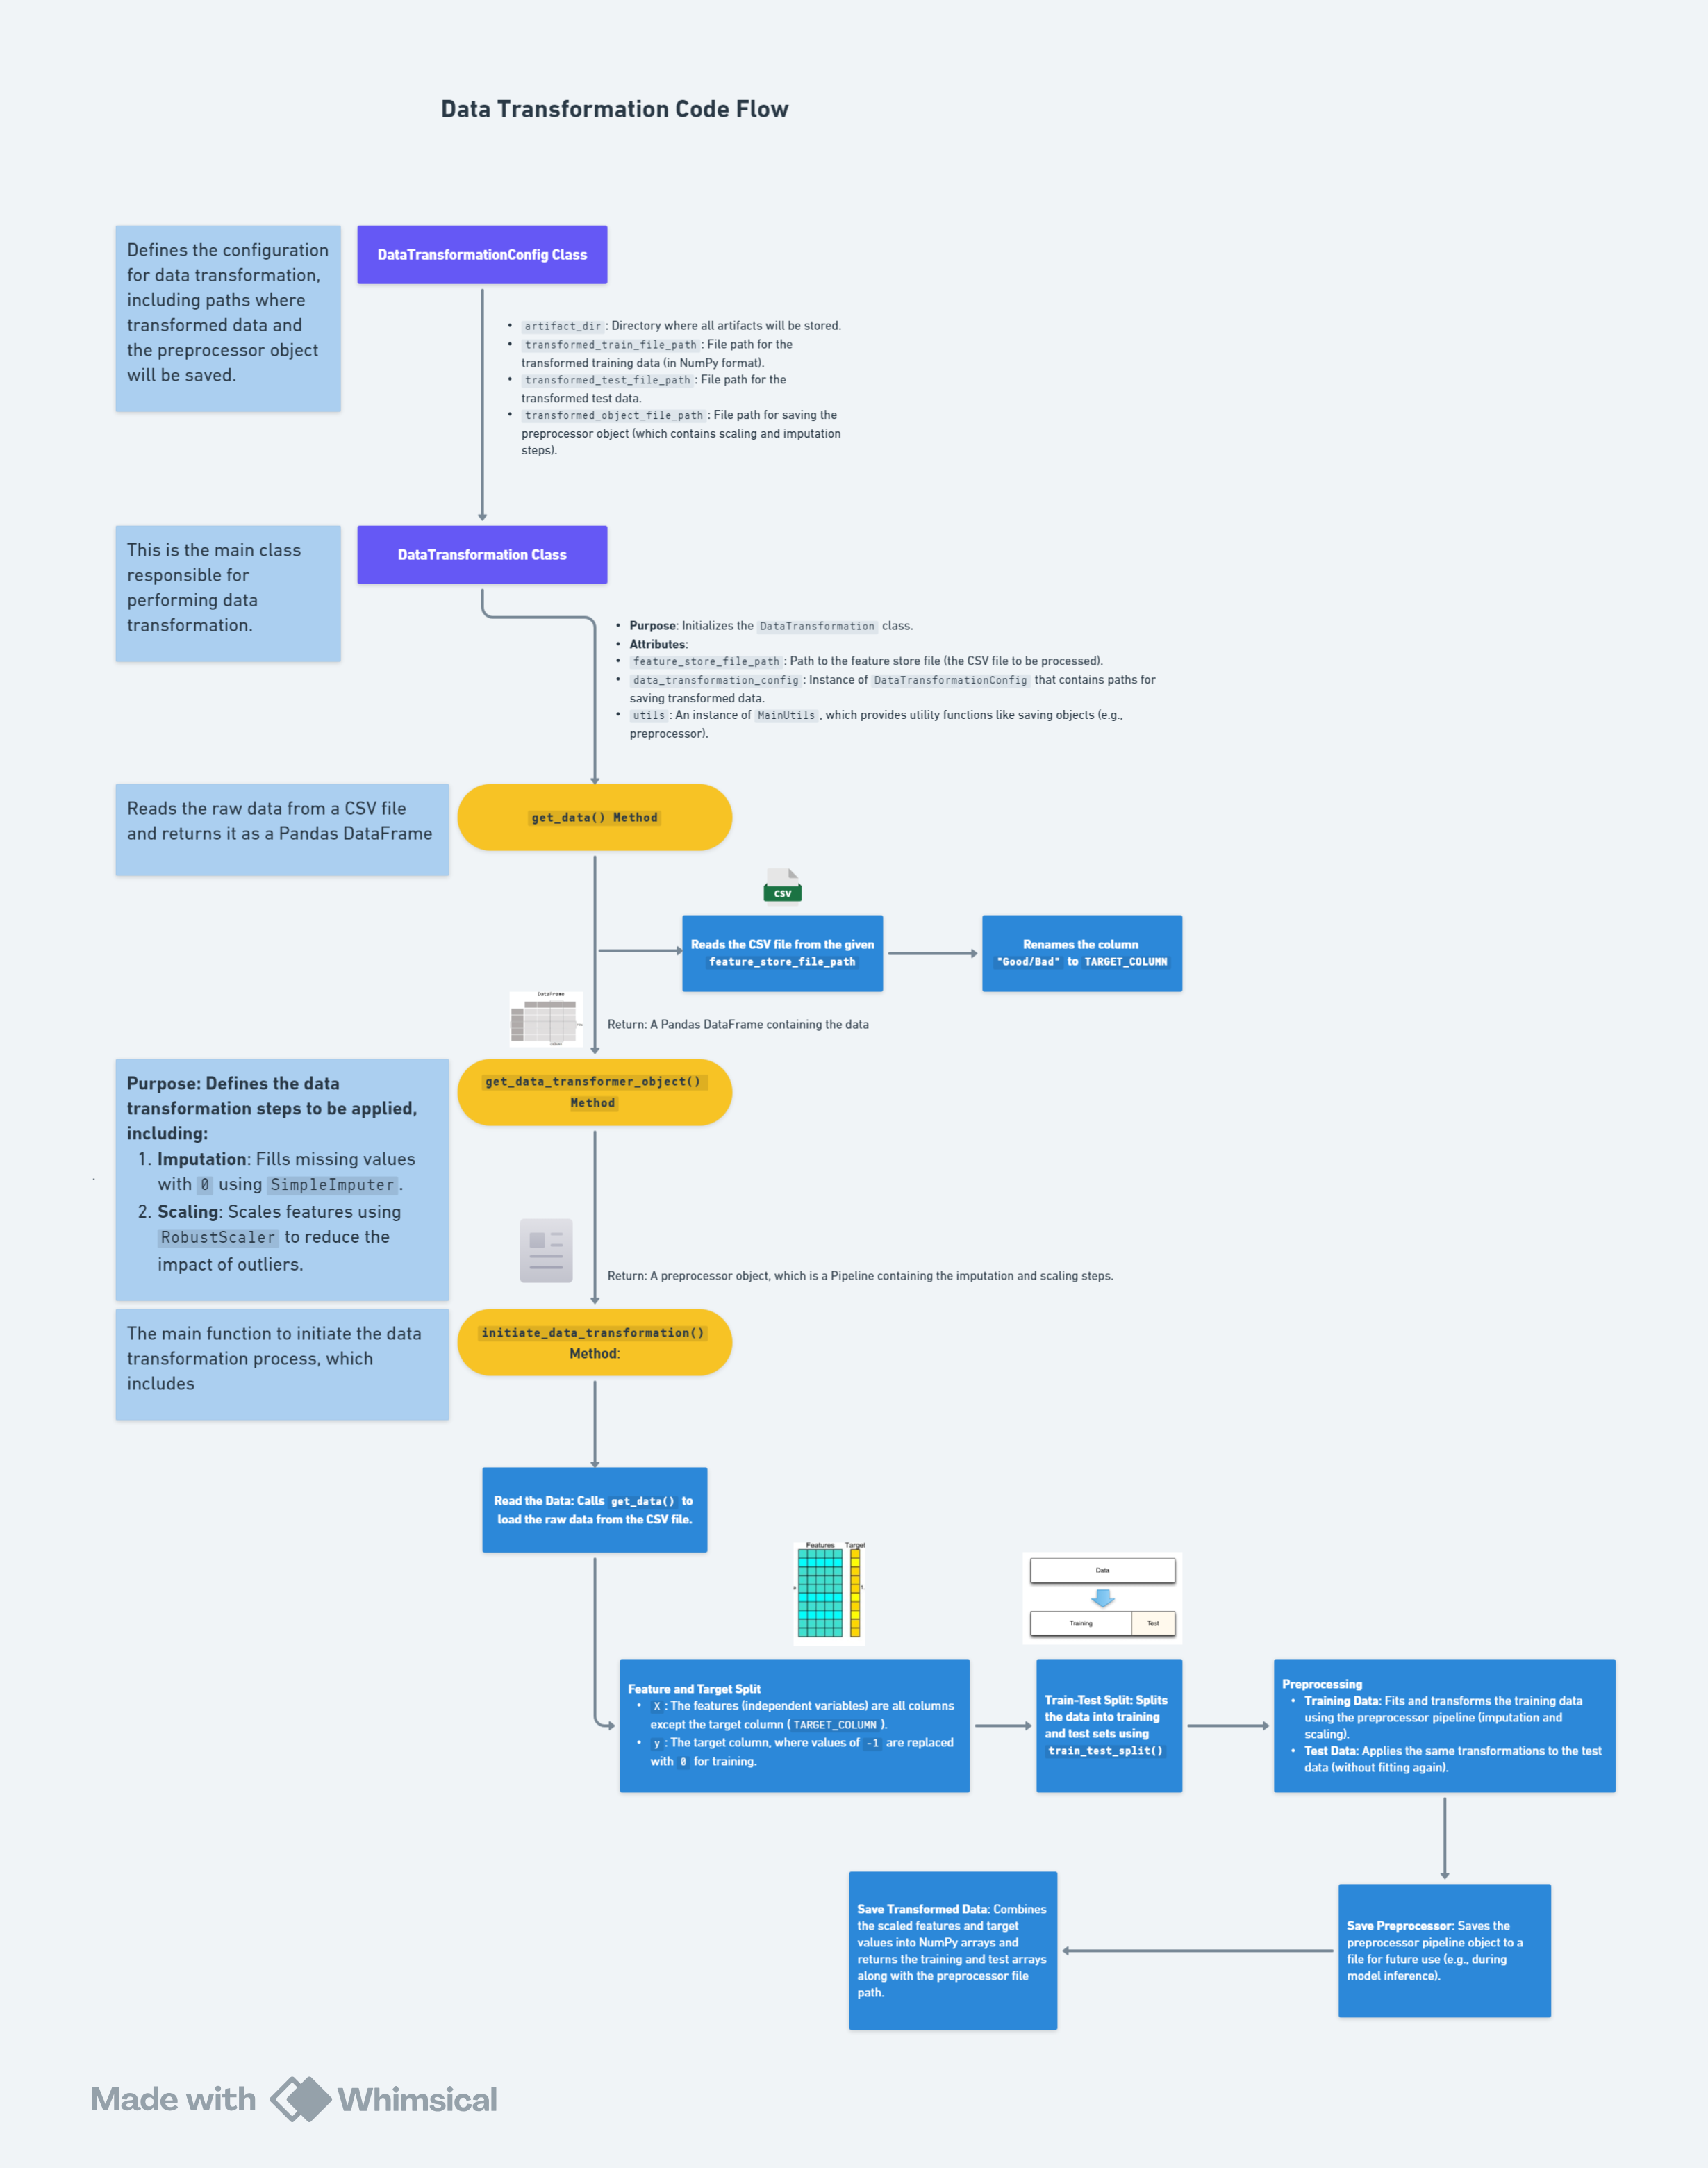 Data Transformation Code Flow
Defines the configuration
for data transformation,
including paths where
transformed data and
the preprocessor object
will be saved.
DataTransformationConfig Class
• artifact_dir: Directory where all artifacts will be stored.
• transformed_train_file_path: File path for the
transformed training data (in NumPy format).
• transformed_test_file_path: File path for the
transformed test data.
• transformed_object_file_path: File path for saving the
preprocessor object (which contains scaling and imputation
steps).
This is the main class
responsible for
performing data
transformation.
DataTransformation Class
• Purpose: Initializes the DataTransformation class.
• Attributes:
• feature_store_file_path: Path to the feature store file (the CSV file to be processed).
• data_transformation_config: Instance of DataTransformationConfig that contains paths for
saving transformed data.
• utils: An instance of MainUtils, which provides utility functions like saving objects (e.g.,
preprocessor).
Reads the raw data from a CSV file
and returns it as a Pandas DataFrame
get_data() Method
CSV
Reads the CSV file from the given
feature_store_file_path
Renames the column
"Good/Bad" to TARGET_COLUMN
DataFrame
Return: A Pandas DataFrame containing the data
Purpose: Defines the data
transformation steps to be applied,
including:
1. Imputation: Fills missing values
with 0 using SimpleImputer.
2. Scaling: Scales features using
RobustScaler to reduce the
impact of outliers.
get_data_transformer_object()
Method
Return: A preprocessor object, which is a Pipeline containing the imputation and scaling steps.
The main function to initiate the data
transformation process, which
includes
initiate_data_transformation()
Method:
Read the Data: Calls get_data() to
load the raw data from the CSV file.
Features Target
Data
Training Test
Feature and Target Split
• X: The features (independent variables) are all columns
except the target column (TARGET_COLUMN).
• y: The target column, where values of -1 are replaced
with 0 for training.
Train-Test Split: Splits
the data into training
and test sets using
train_test_split()
Preprocessing
• Training Data: Fits and transforms the training data
using the preprocessor pipeline (imputation and
scaling).
• Test Data: Applies the same transformations to the test
data (without fitting again).
Save Preprocessor: Saves the
preprocessor pipeline object to a
file for future use (e.g., during
model inference).
Save Transformed Data: Combines
the scaled features and target
values into NumPy arrays and
returns the training and test arrays
along with the preprocessor file
path.
Made with Whimsical